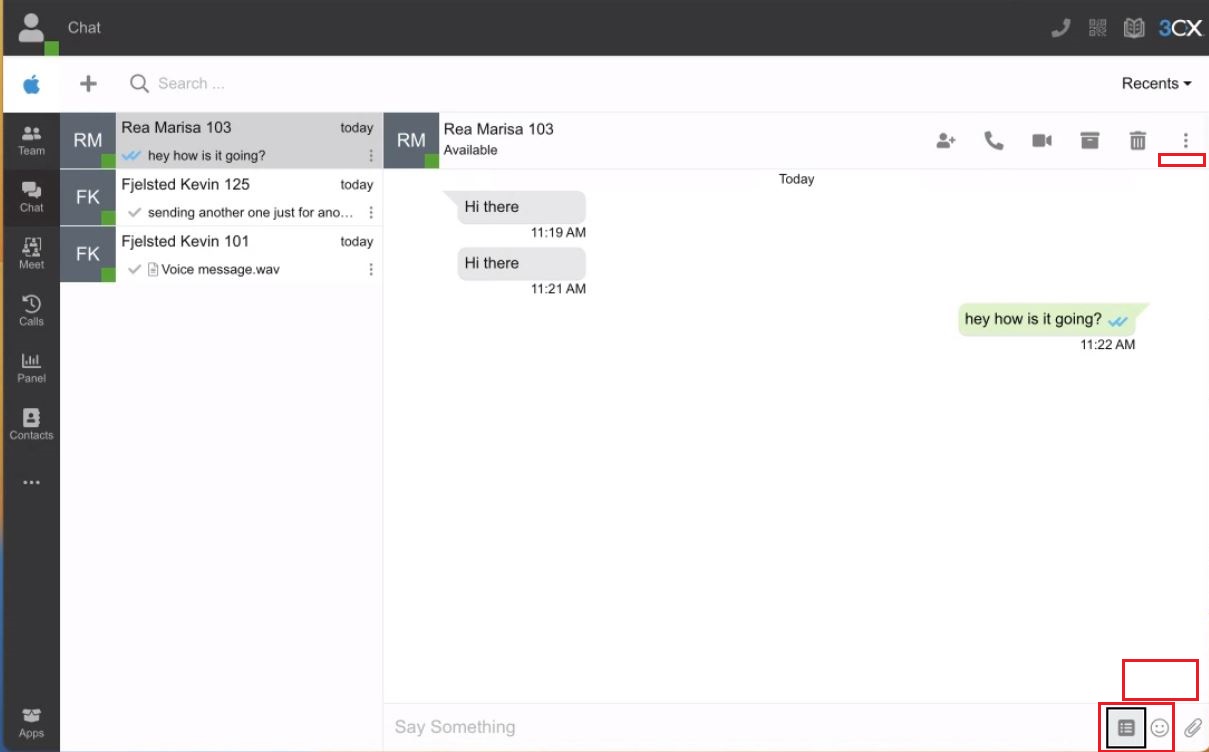 Chat
3CX
Search ...
Recents
Team
Chat
Meet
Calls
Panel
Contacts
Apps
RM
Rea Marisa 103
today
hey how is it going?
FK
Fjelsted Kevin 125
today
sending another one just for ano...
FK
Fjelsted Kevin 101
today
Voice message.wav
RM
Rea Marisa 103
Available
Today
Hi there
11:19 AM
Hi there
11:21 AM
hey how is it going?
11:22 AM
Say Something